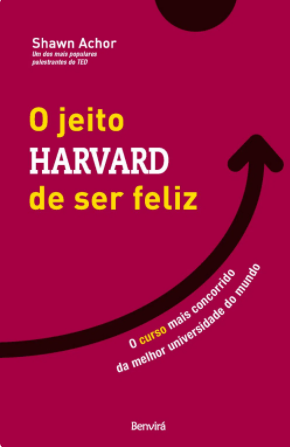 Shawn Achor
Um dos mais populares
palestrantes do TED
O jeito
HARVARD
de ser feliz
O curso mais concorrido
da melhor universidade do mundo
Benvirá